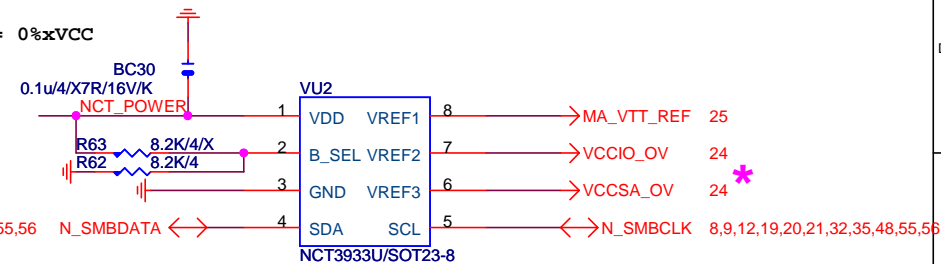 = 0%xVCC
BC30
0.1u/4/X7R/16V/K
NCT_POWER
VU2
1 VDD VREF1 8 MA_VTT_REF 25
R63 8.2K/4/X
2 B_SEL VREF2 7 VCCIO_OV 24
R62 8.2K/4
3 GND VREF3 6 VCCSA_OV 24 *
55,56 N_SMBDATA 4 SDA SCL 5 N_SMBCLK 8,9,12,19,20,21,32,35,48,55,56
NCT3933U/SOT23-8
D